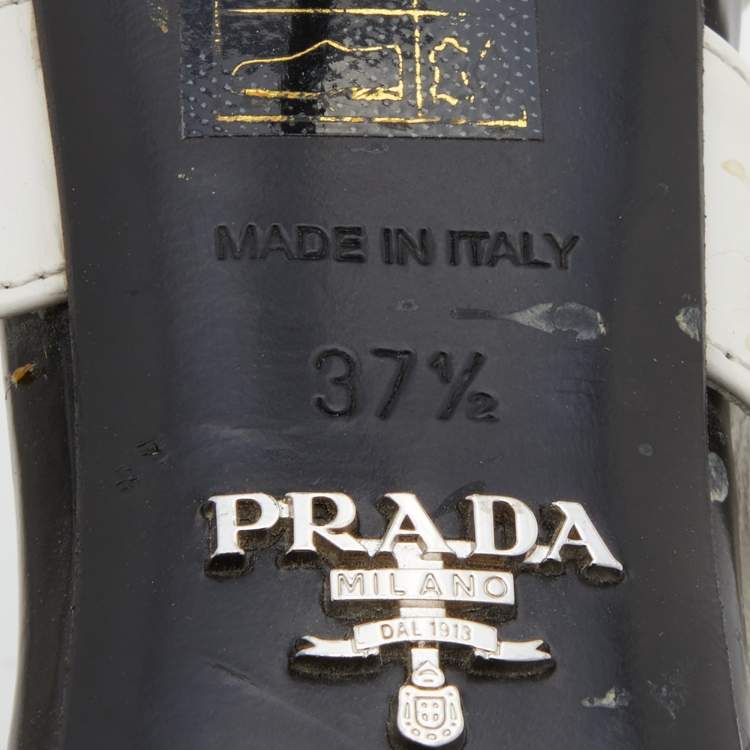 MADE IN ITALY
37½
PRADA
MILANO
DAL 1913